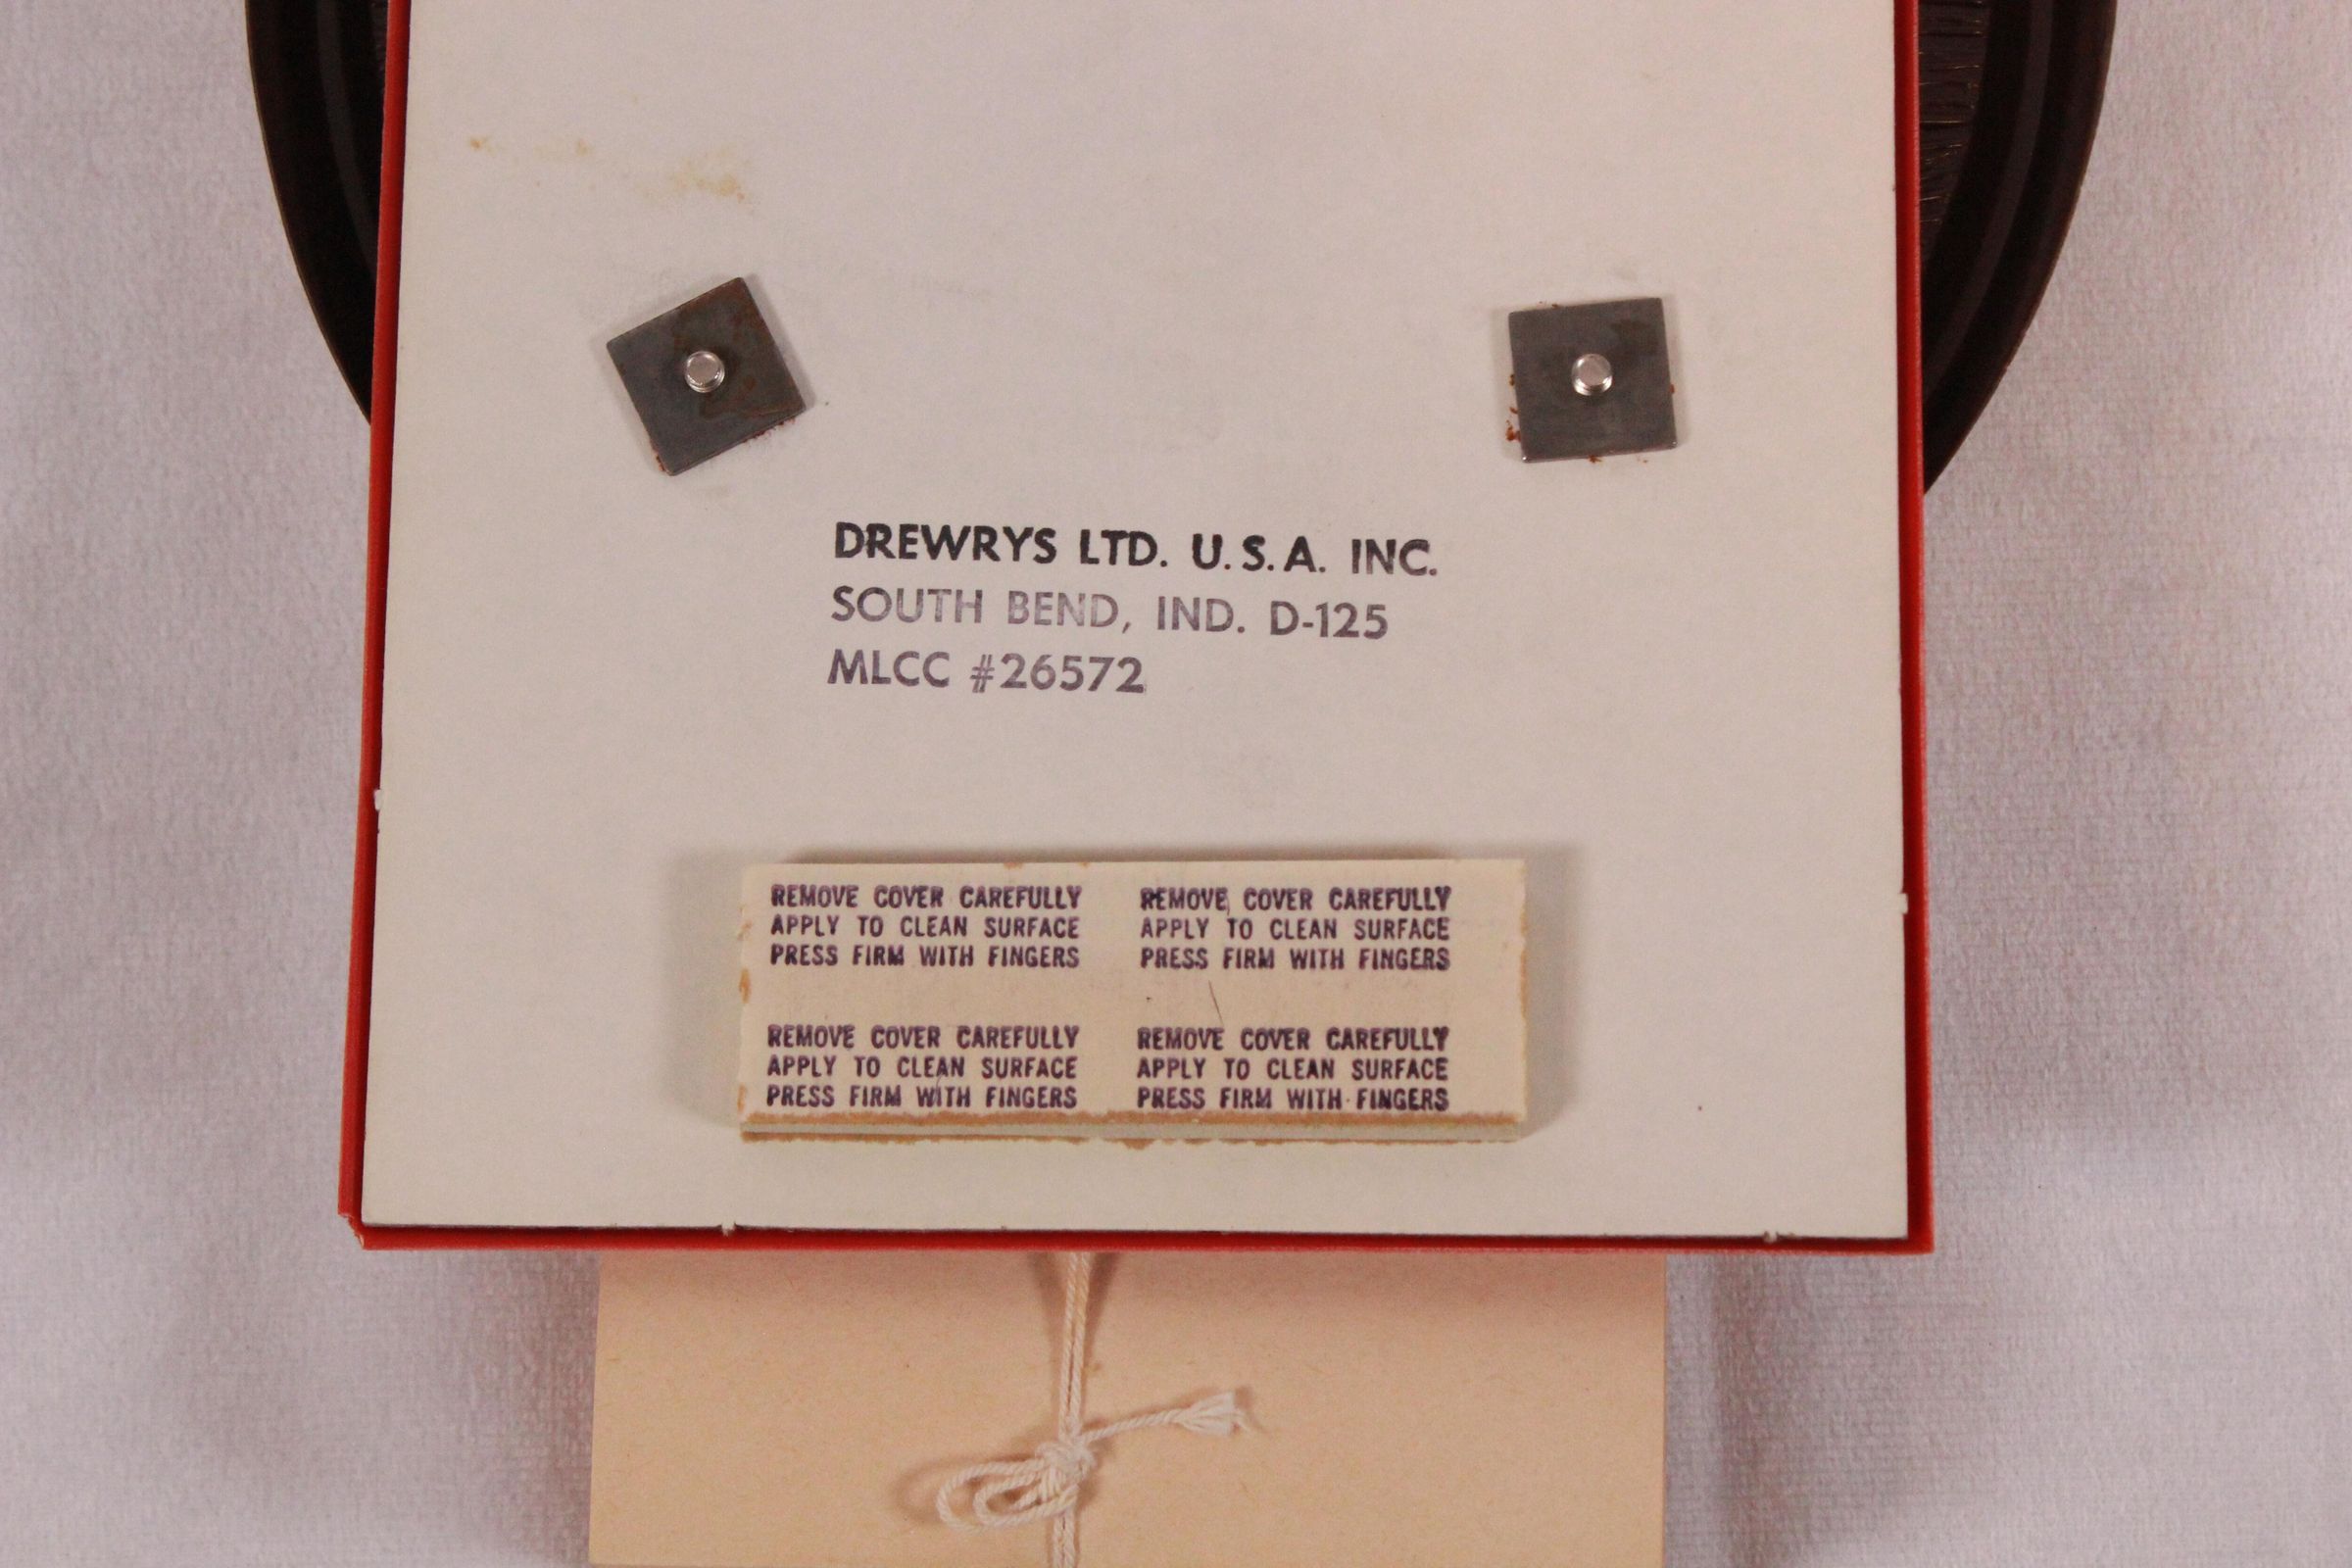 DREWRYS LTD. U.S.A. INC.
SOUTH BEND, IND. D-125
MLCC #26572
REMOVE COVER CAREFULLY
APPLY TO CLEAN SURFACE
PRESS FIRM WITH FINGERS
REMOVE COVER CAREFULLY
APPLY TO CLEAN SURFACE
PRESS FIRM WITH FINGERS
REMOVE COVER CAREFULLY
APPLY TO CLEAN SURFACE
PRESS FIRM WITH FINGERS
REMOVE COVER CAREFULLY
APPLY TO CLEAN SURFACE
PRESS FIRM WITH FINGERS